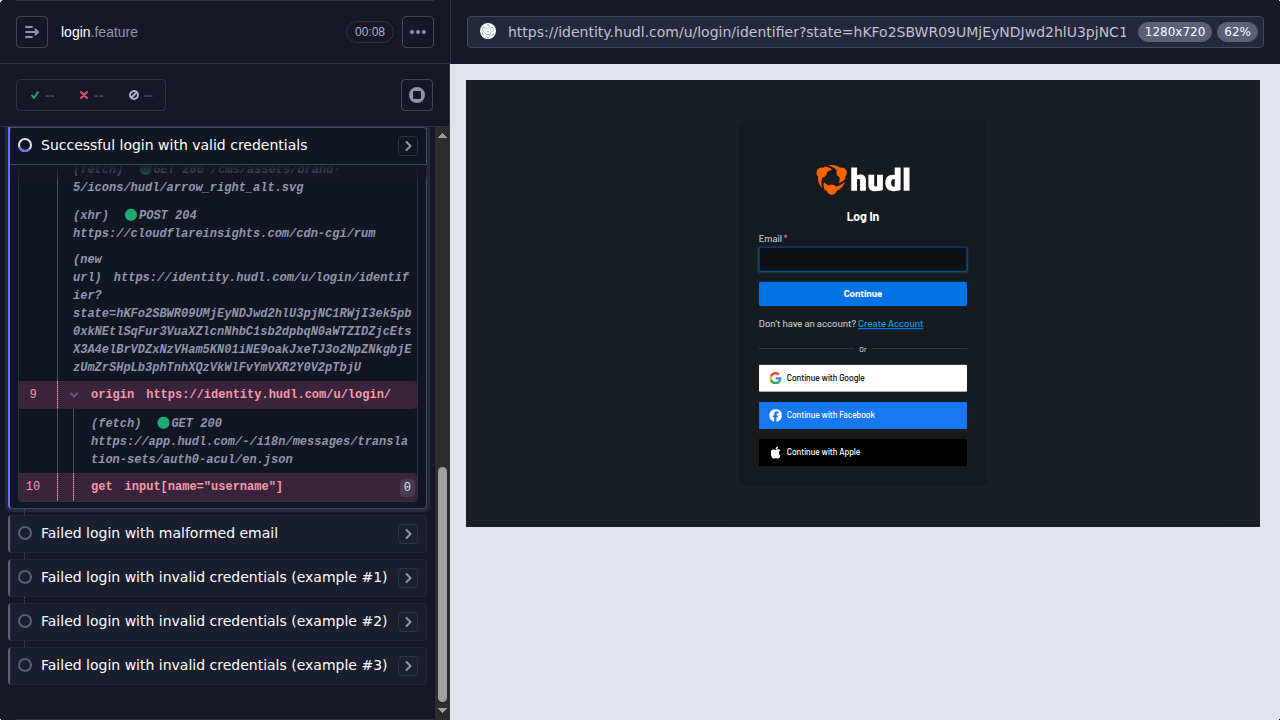 login.feature
00:08
--
--
--
Successful login with valid credentials
(fetch) GET 200 /cms/assets/brand-
5/icons/hudl/arrow_right_alt.svg
(xhr) POST 204
https://cloudflareinsights.com/cdn-cgi/rum
(new
url) https://identity.hudl.com/u/login/identif
ier?
state=hKFo2SBWR09UMjEyNDJwd2hlU3pjNC1RWjI3ek5pb
0xkNEtlSqFur3VuaXZlcnNhbC1sb2dpbqN0aWTZIDZjcEts
X3A4elBrVDZxNzVHam5KN01iNE9oakJxeTJ3o2NpZNkgbjE
zUmZrSHpLb3phTnhXQzVkWlFvYmVXR2Y0V2pTbjU
9 origin https://identity.hudl.com/u/login/
(fetch) GET 200
https://app.hudl.com/-/i18n/messages/transla
tion-sets/auth0-acul/en.json
10 get input[name="username"] 0
Failed login with malformed email
Failed login with invalid credentials (example #1)
Failed login with invalid credentials (example #2)
Failed login with invalid credentials (example #3)
https://identity.hudl.com/u/login/identifier?state=hKFo2SBWR09UMjEyNDJwd2hlU3pjNC1
1280x720
62%
hudl
Log In
Email *
Continue
Don't have an account? Create Account
Or
Continue with Google
Continue with Facebook
Continue with Apple